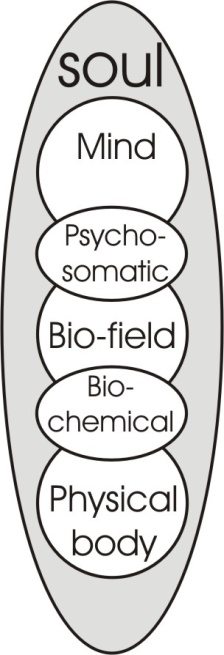 soul
Mind
Psycho-
somatic
Bio-field
Bio-
chemical
Physical
body